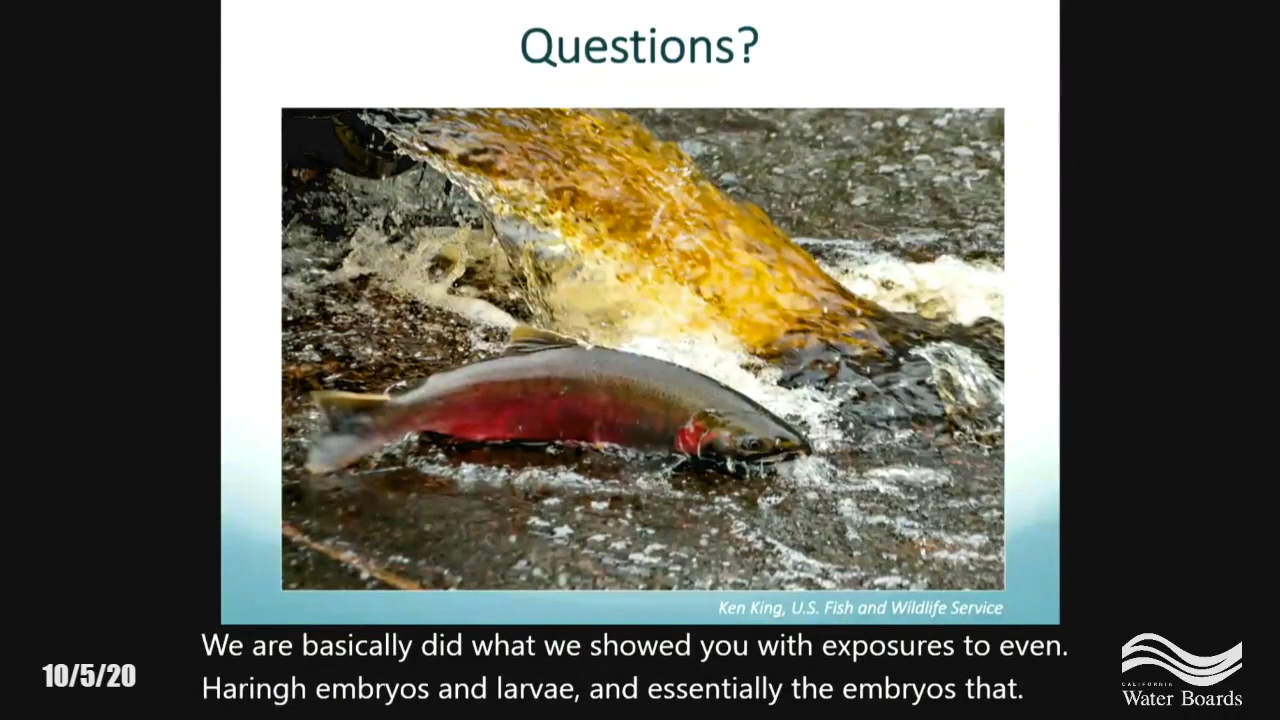 Questions?
Ken King, U.S. Fish and Wildlife Service
We are basically did what we showed you with exposures to even.
Haringh embryos and larvae, and essentially the embryos that.
10/5/20
CALIFORNIA
Water Boards